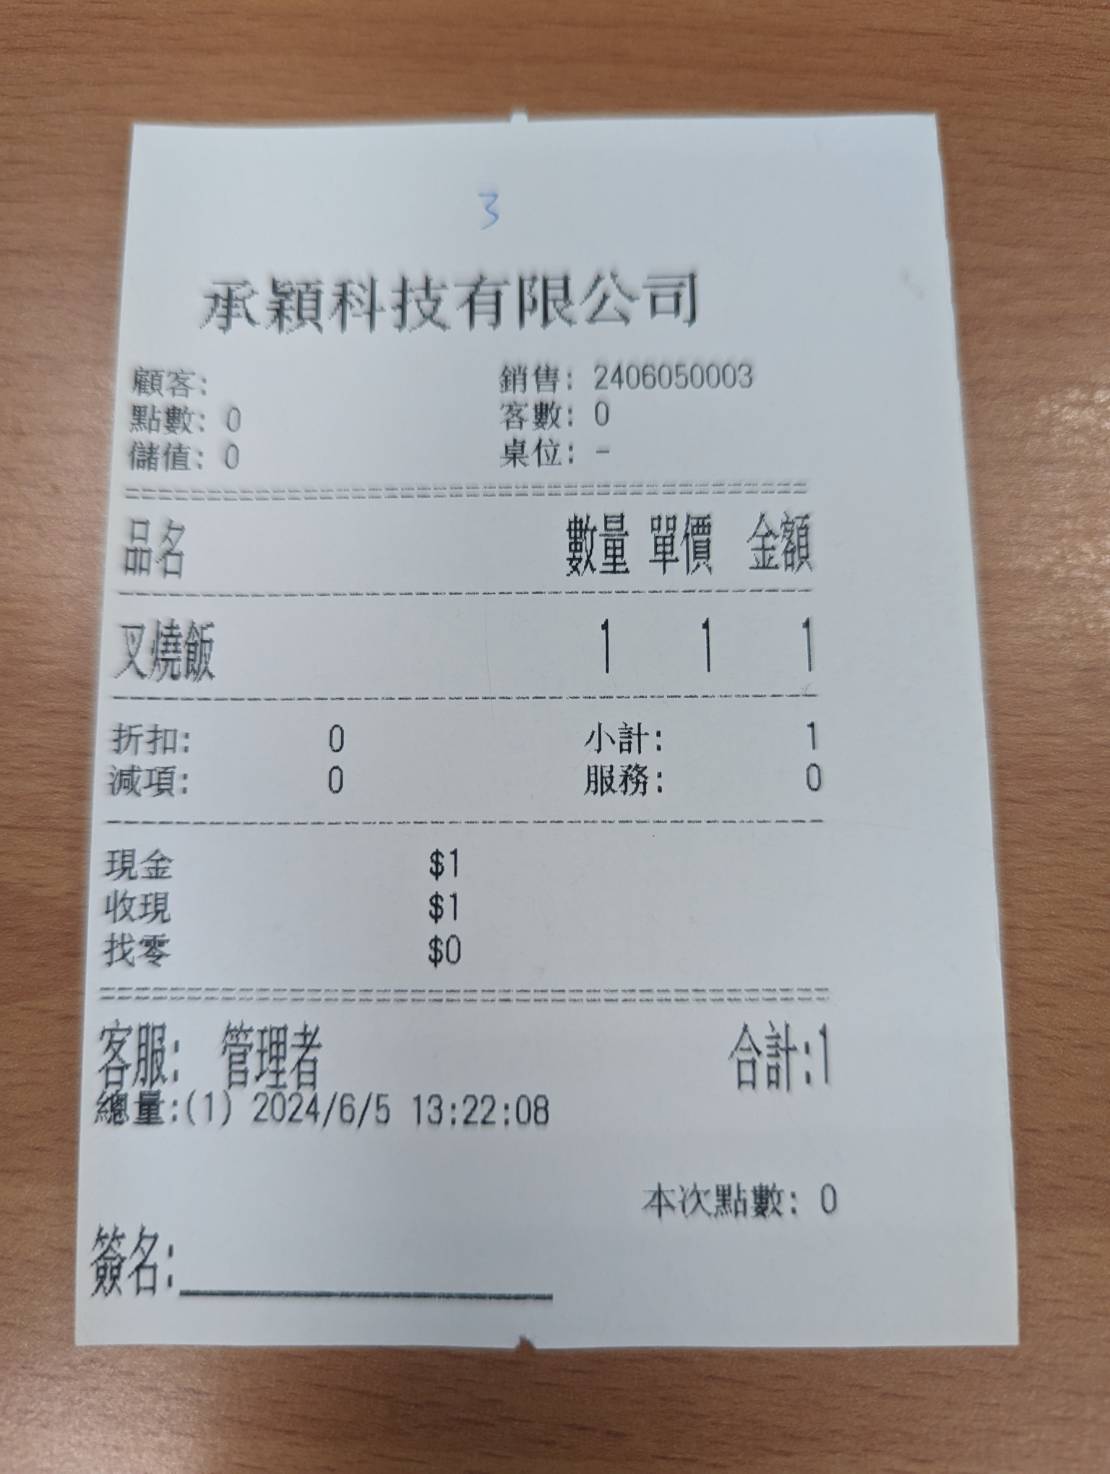 3
承穎科技有限公司
顧客: 銷售: 2406050003
點數: 0 客數: 0
儲值: 0 桌位: -
品名 數量 單價 金額
叉燒飯 1 1 1
折扣: 0 小計: 1
減項: 0 服務: 0
現金 $1
收現 $1
找零 $0
客服: 管理者 合計:1
總量:(1) 2024/6/5 13:22:08
本次點數: 0
簽名: